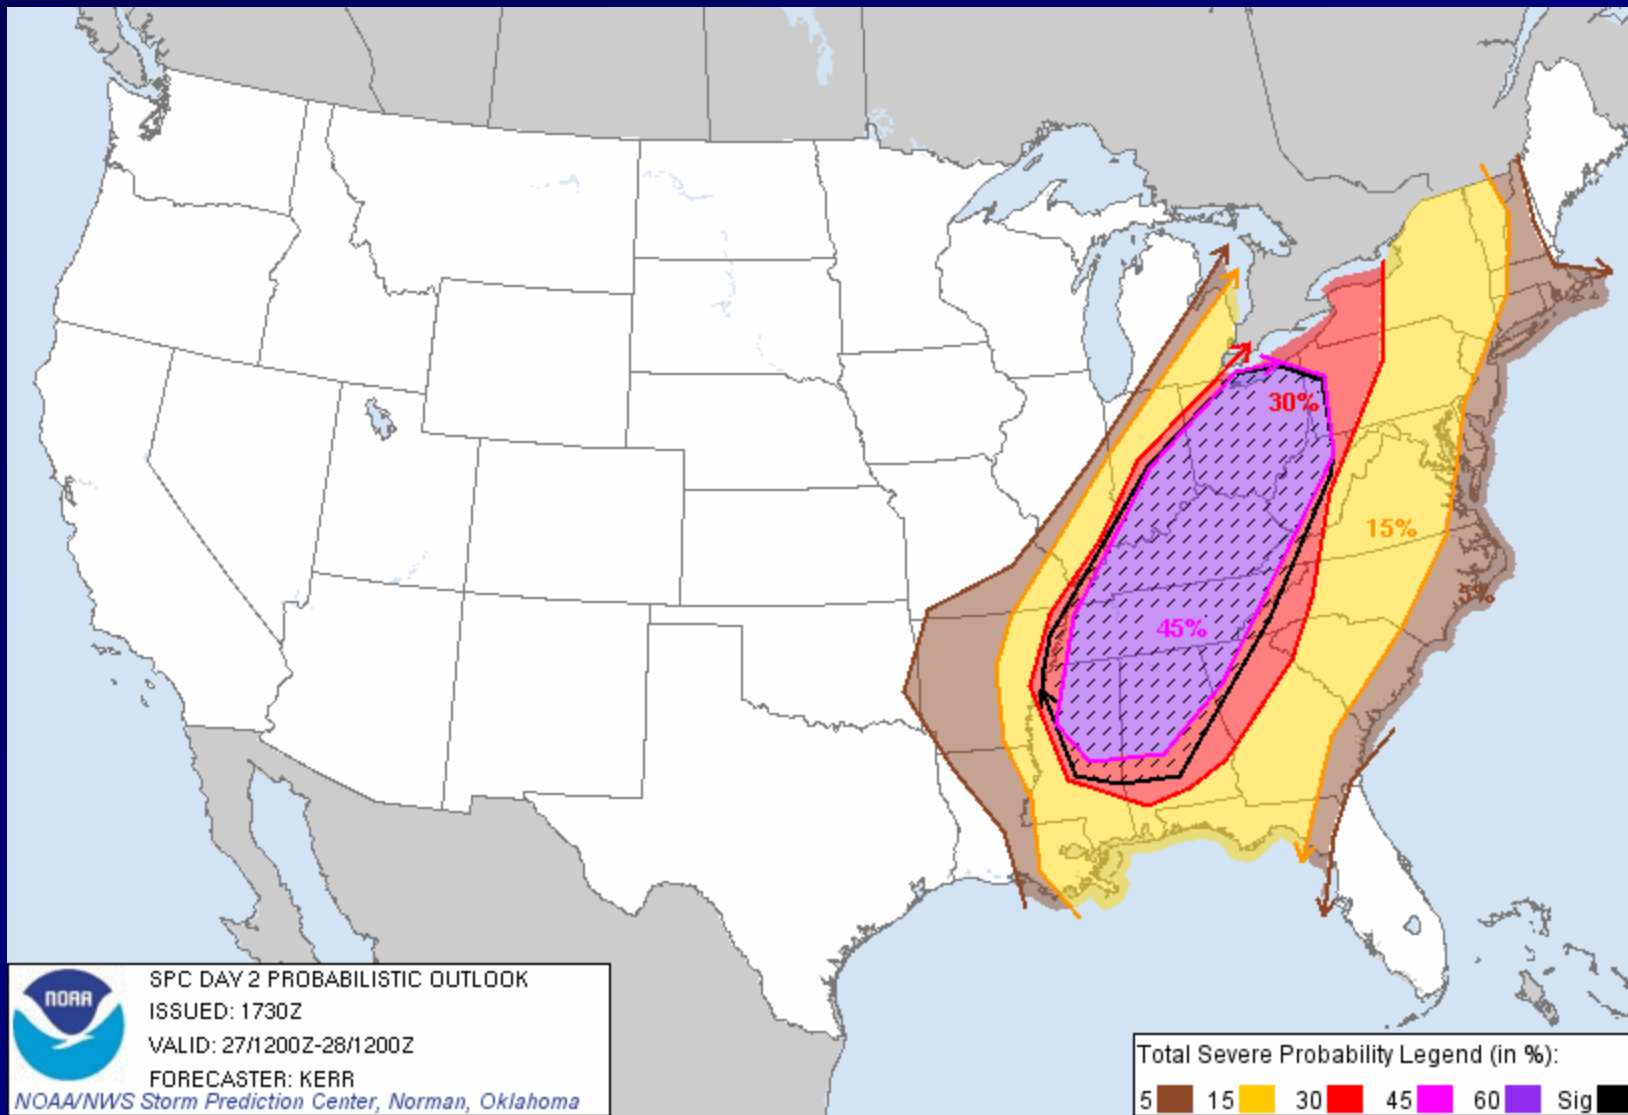 30%
15%
5%
45%
NOAA
SPC DAY 2 PROBABILISTIC OUTLOOK
ISSUED: 1730Z
VALID: 27/1200Z-28/1200Z
FORECASTER: KERR
NOAA/NWS Storm Prediction Center, Norman, Oklahoma
Total Severe Probability Legend (in %):
5 15 30 45 60 Sig